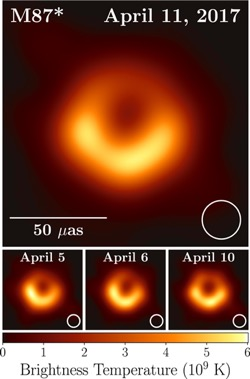 M87* April 11, 2017
50 μas
April 5 April 6 April 10
0 1 2 3 4 5 6
Brightness Temperature (10⁹ K)